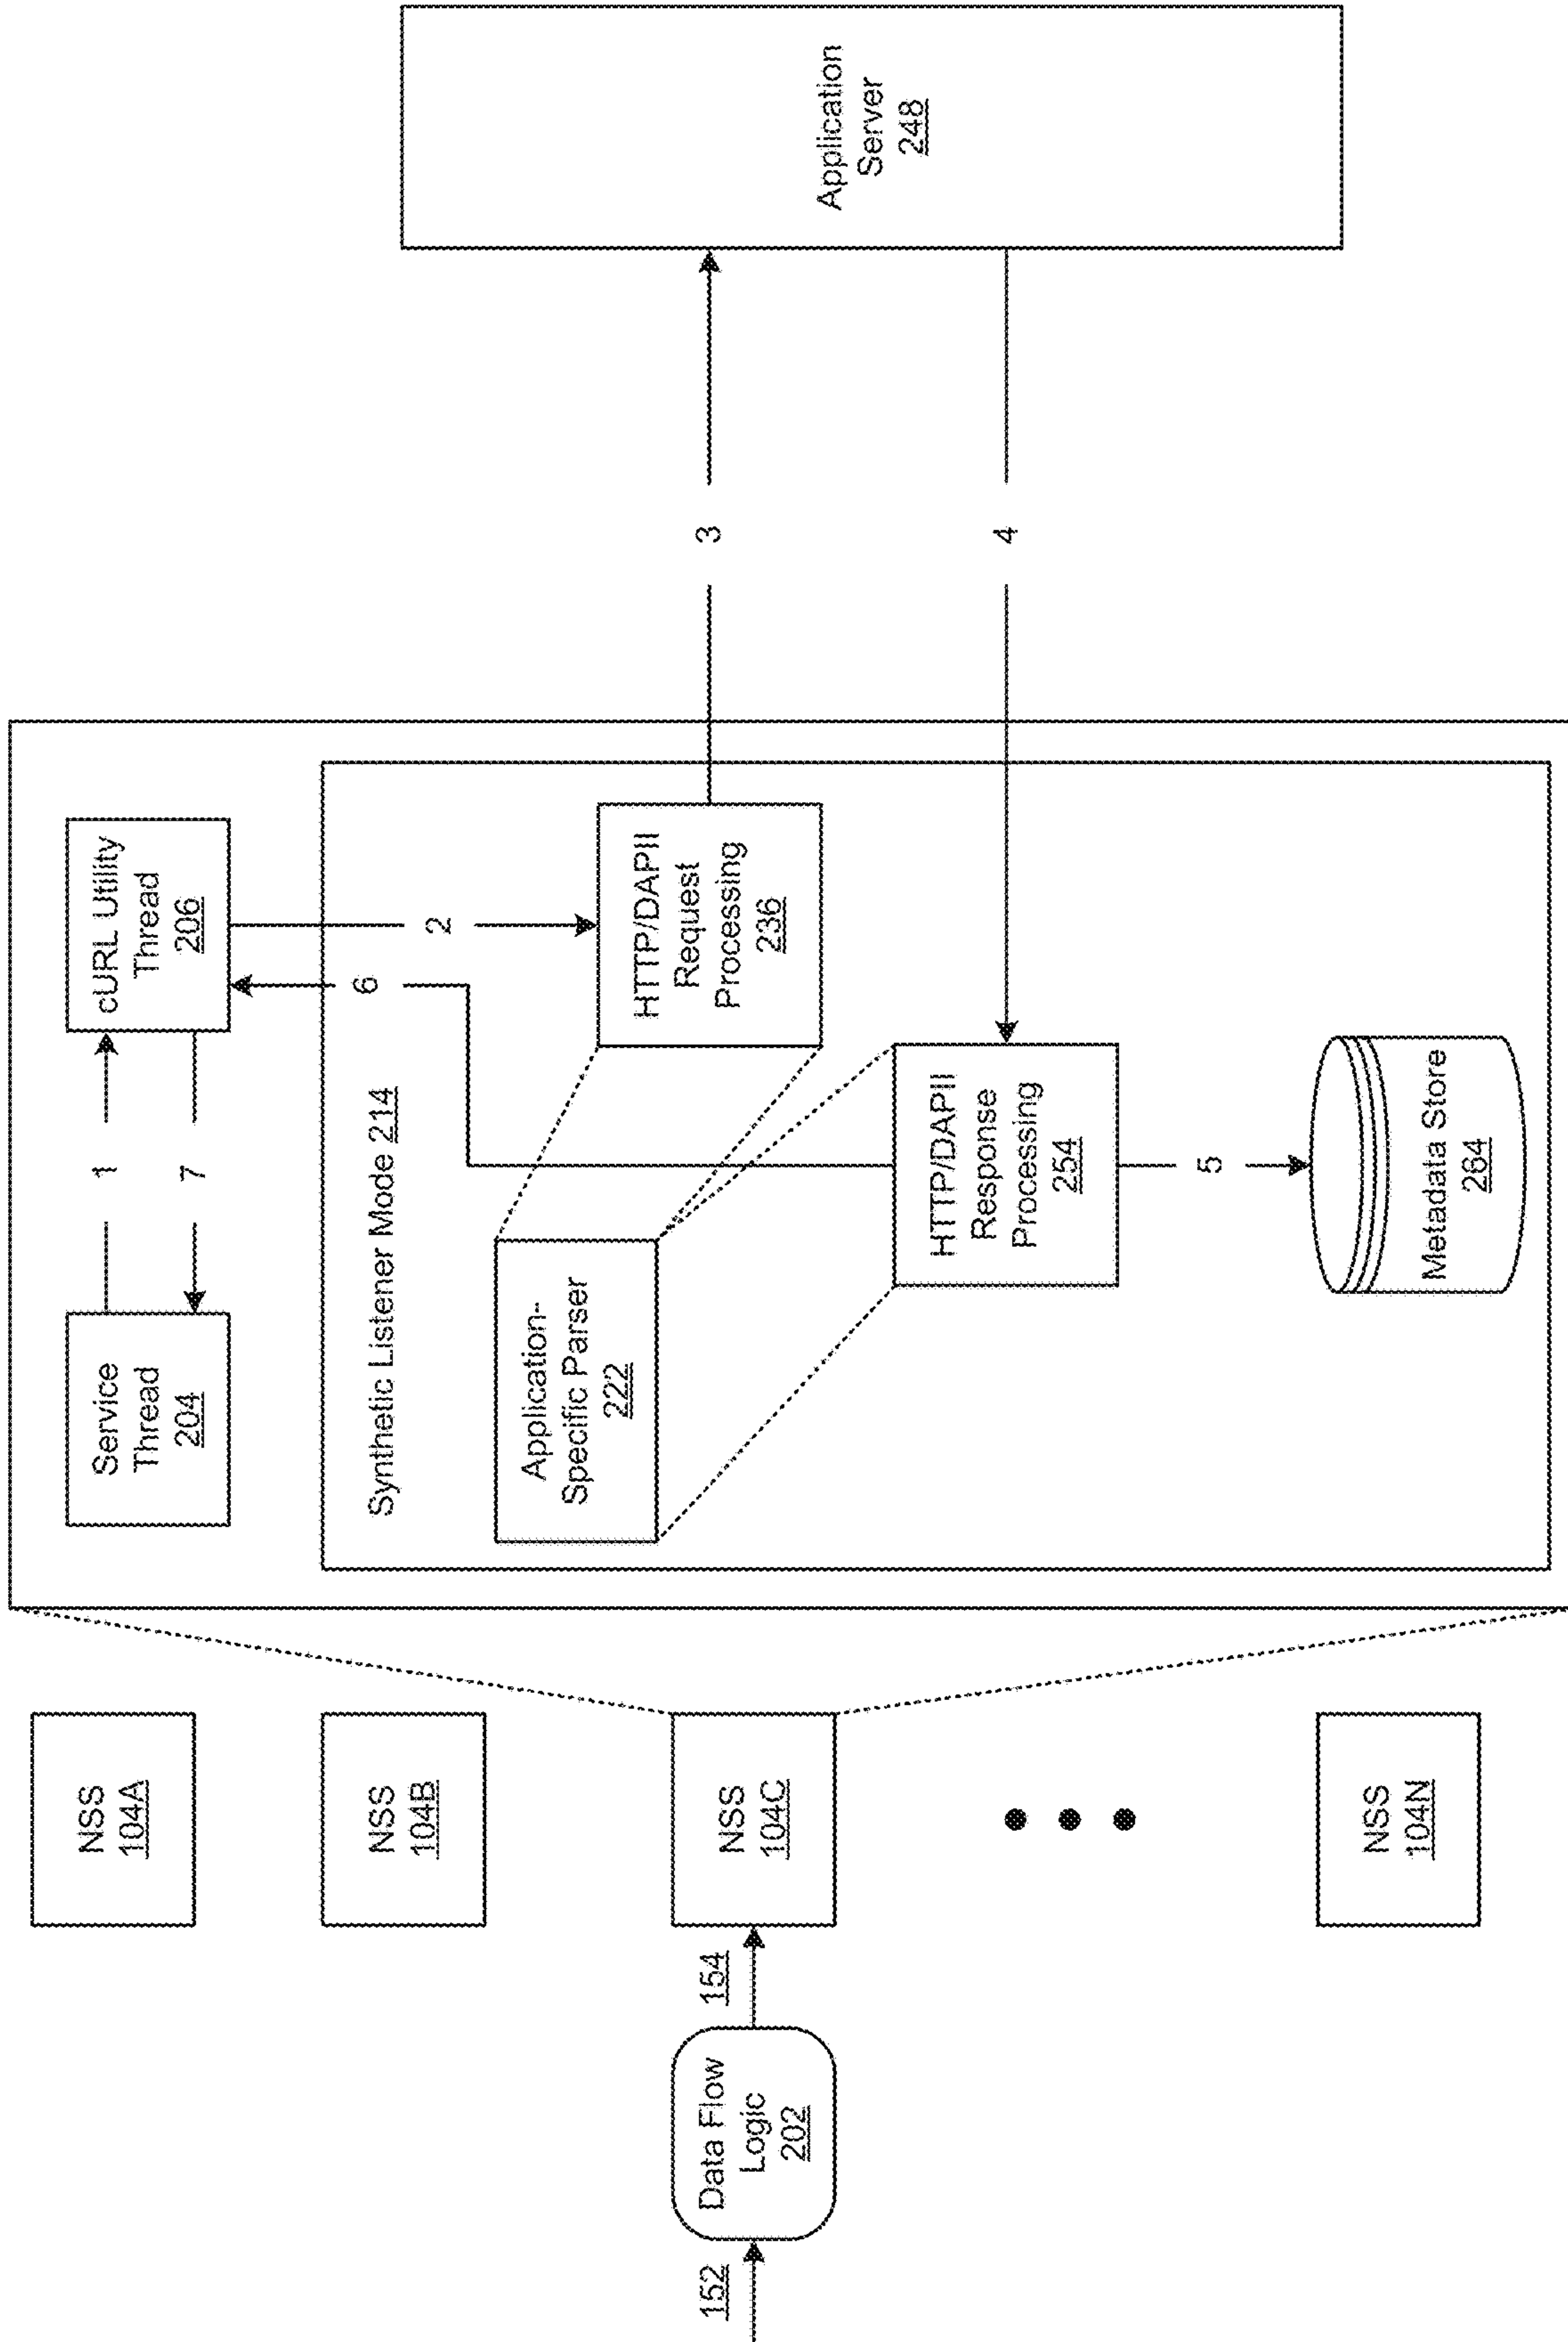 152
Data Flow
Logic
202
154
NSS
104A
NSS
104B
NSS
104C
NSS
104N
Service
Thread
204
1
7
cURL Utility
Thread
206
Synthetic Listener Mode 214
2
6
Application-
Specific Parser
222
HTTP/DAPII
Request
Processing
236
HTTP/DAPII
Response
Processing
254
5
Metadata Store
264
3
4
Application
Server
248